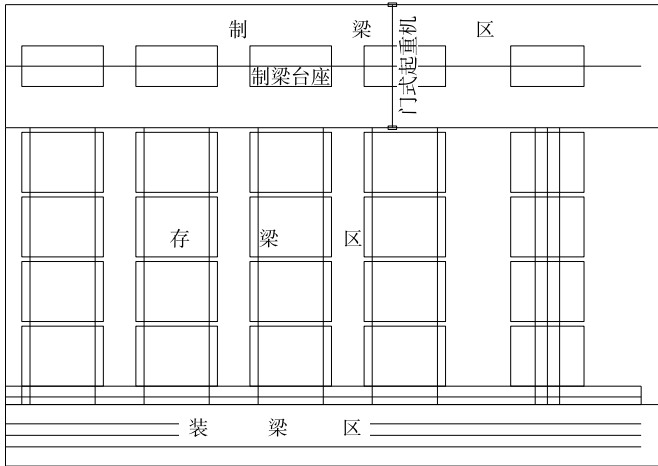 制 梁 区
门式起重机
制梁台座
存 梁 区
装 梁 区